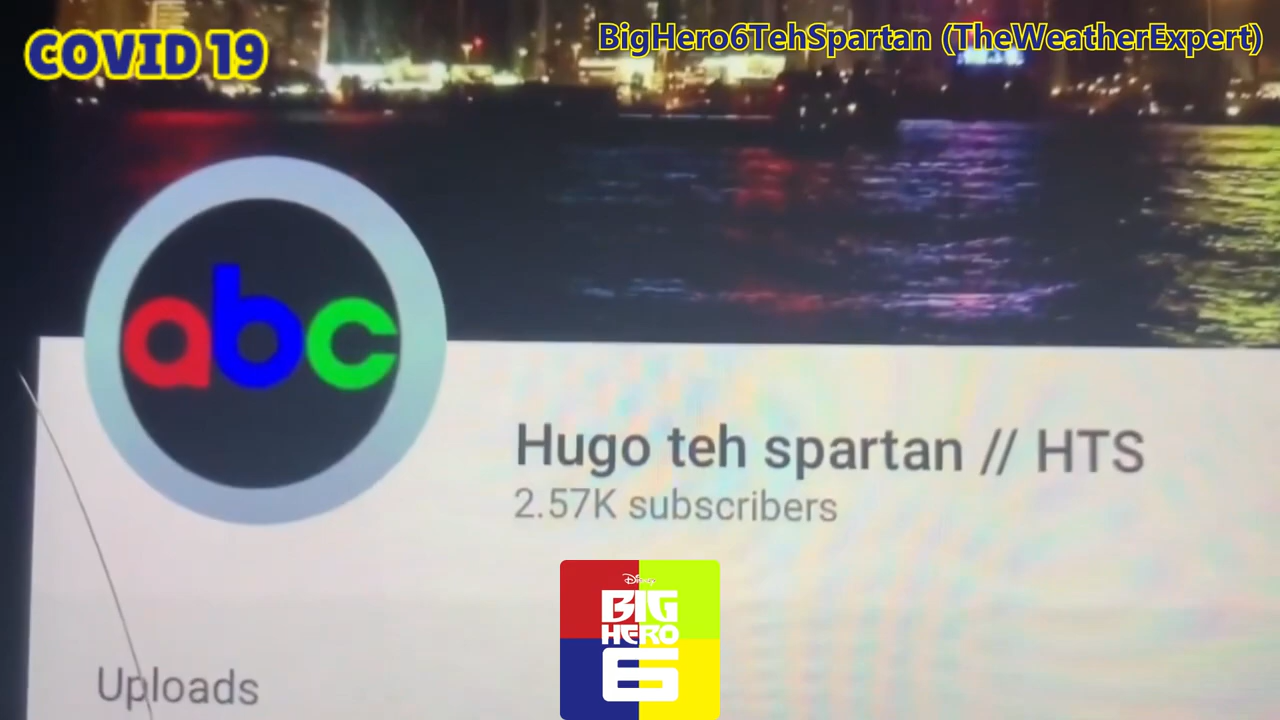 COVID 19
BigHero6TehSpartan (TheWeatherExpert)
abc
Hugo teh spartan // HTS
2.57K subscribers
Disney
BIG
HERO
6
Uploads